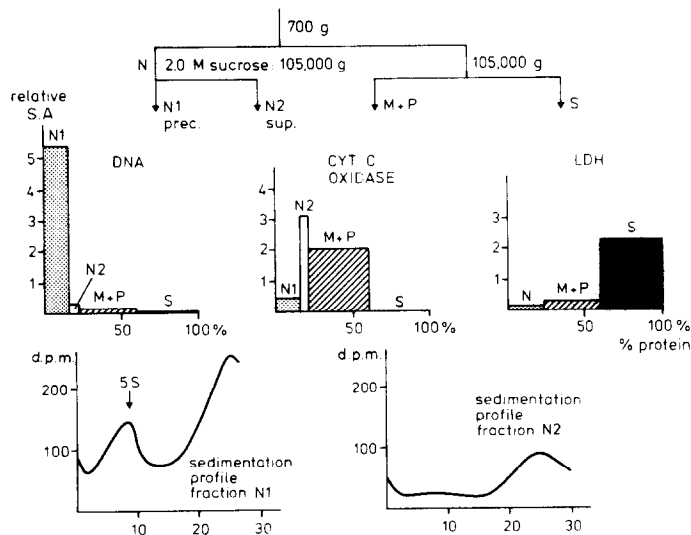 700 g
N 2.0 M sucrose: 105,000 g
105,000 g
N1
prec.
N2
sup.
M+P
S
relative
S.A
N1
5
4
3
2
1
DNA
N2
M+P
S
50
100%
CYT C
OXIDASE
4
3
2
1
N1
N2
M+P
S
50
100%
LDH
3
2
1
N
M+P
S
50
100%
% protein
d.p.m.
200
100
5S
sedimentation
profile
fraction N1
10
20
30
d.p.m.
200
100
sedimentation
profile
fraction N2
10
20
30